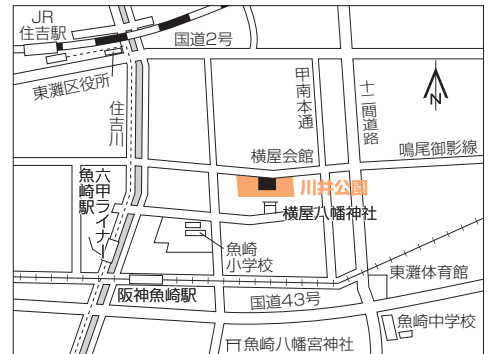 JR
住吉駅
国道2号
東灘区役所
住吉川
甲南本通
十二間道路
N
横屋会館
鳴尾御影線
川井公園
六甲ライナー
魚崎駅
横屋八幡神社
魚崎
小学校
東灘体育館
阪神魚崎駅
国道43号
魚崎中学校
魚崎八幡宮神社